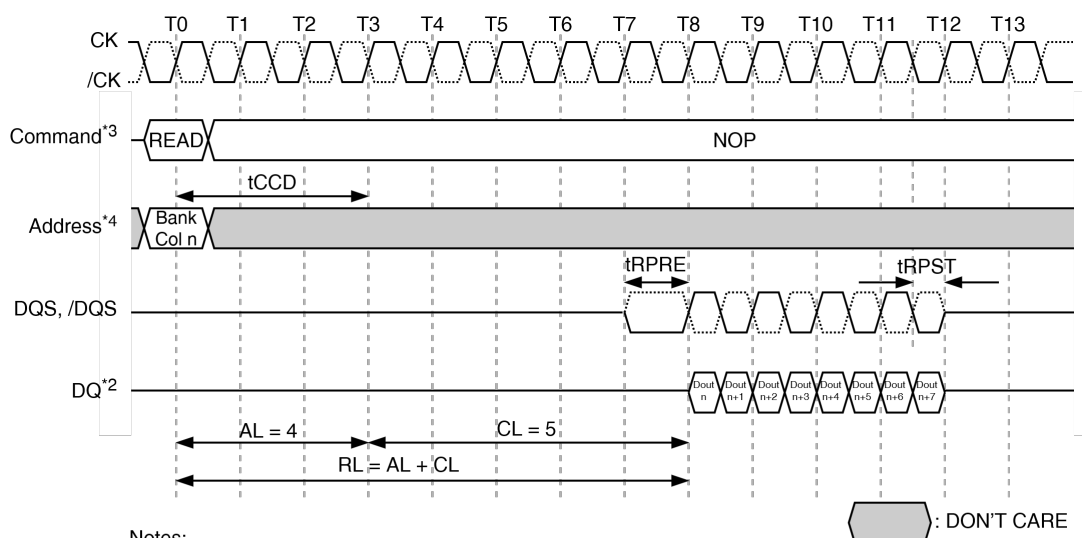 T0 T1 T2 T3 T4 T5 T6 T7 T8 T9 T10 T11 T12 T13
CK
/CK
Command*3 READ NOP
tCCD
Address*4 Bank
Col n
tRPRE tRPST
DQS, /DQS
DQ*2
Dout n Dout n+1 Dout n+2 Dout n+3 Dout n+4 Dout n+5 Dout n+6 Dout n+7
AL = 4 CL = 5
RL = AL + CL
: DON'T CARE
Notes: